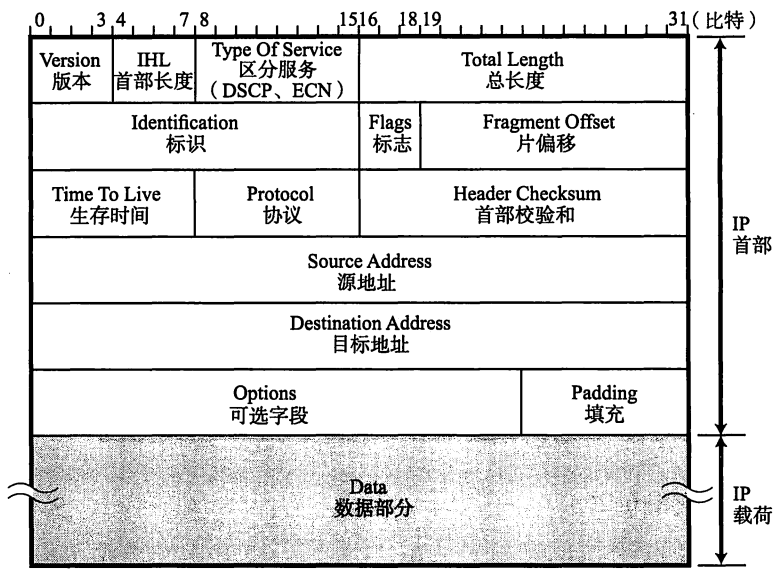 0 3 4 7 8 1516 18 19 31 (比特)
Version
版本
IHL
首部长度
Type Of Service
区分服务
(DSCP、ECN)
Total Length
总长度
Identification
标识
Flags
标志
Fragment Offset
片偏移
Time To Live
生存时间
Protocol
协议
Header Checksum
首部校验和
IP
首部
Source Address
源地址
Destination Address
目标地址
Options
可选字段
Padding
填充
Data
数据部分
IP
载荷